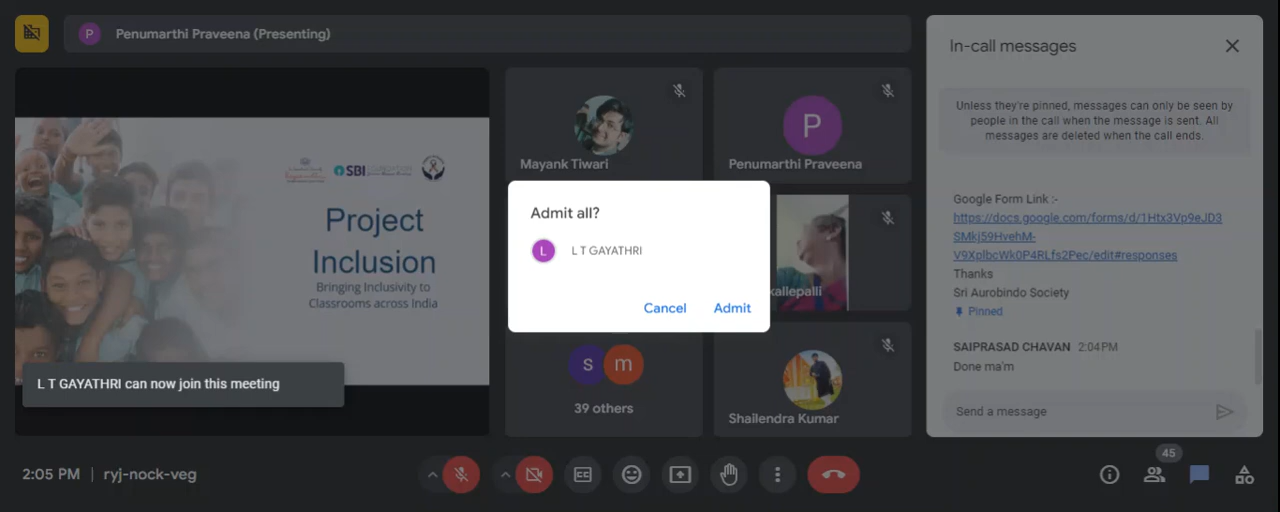 Penumarthi Praveena (Presenting)
P
SBI
Project
Inclusion
Bringing Inclusivity to
Classrooms across India
L T GAYATHRI can now join this meeting
Mayank Tiwari
P
Penumarthi Praveena
Admit all?
L
L T GAYATHRI
Cancel
Admit
kallepalli
s
m
39 others
Shailendra Kumar
In-call messages
Unless they're pinned, messages can only be seen by
people in the call when the message is sent. All
messages are deleted when the call ends.
Google Form Link :-
https://docs.google.com/forms/d/1Htx3Vp9eJD3
SMkj59HvehM-
V9XplbcWk0P4RLfs2Pec/edit#responses
Thanks
Sri Aurobindo Society
Pinned
SAIPRASAD CHAVAN 2:04 PM
Done ma'm
Send a message
2:05 PM | ryj-nock-veg
CC
45